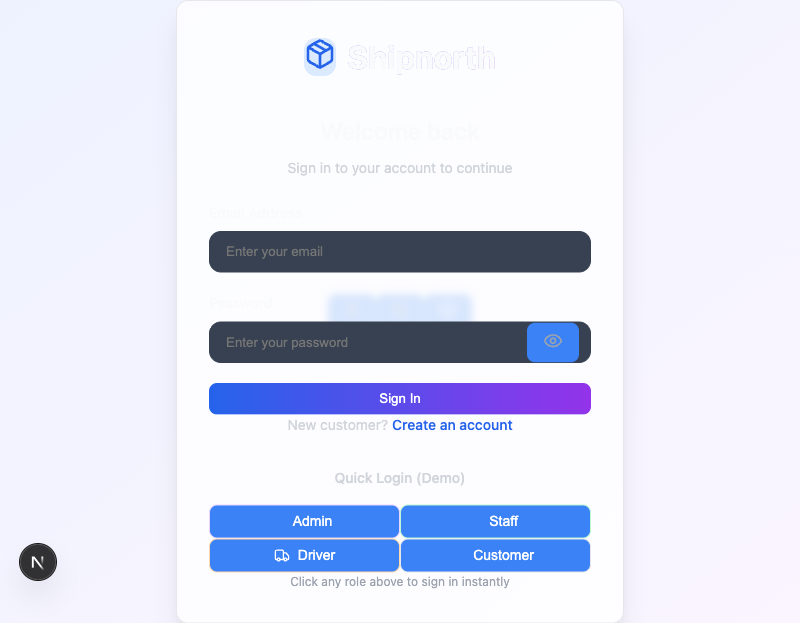 Shipnorth
Welcome back
Sign in to your account to continue
Email Address
Enter your email
Password
Enter your password
Sign In
New customer? Create an account
Quick Login (Demo)
Admin
Staff
Driver
Customer
Click any role above to sign in instantly
N